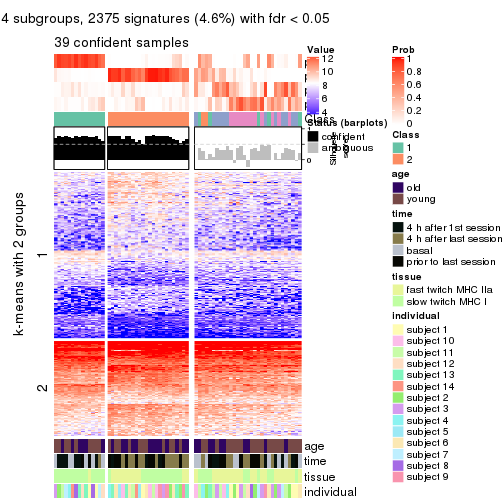 4 subgroups, 2375 signatures (4.6%) with fdr < 0.05
39 confident samples
Class
k-means with 2 groups
1
2
age
time
tissue
individual
Value
12
10
8
6
4
Status (barplots)
confident
ambiguous
0
Prob
1
0.8
0.6
0.4
0.2
0
Class
1
2
age
old
young
time
4 h after 1st session
4 h after last session
basal
prior to last session
tissue
fast twitch MHC IIa
slow twitch MHC I
individual
subject 1
subject 10
subject 11
subject 12
subject 13
subject 14
subject 2
subject 3
subject 4
subject 5
subject 6
subject 7
subject 8
subject 9